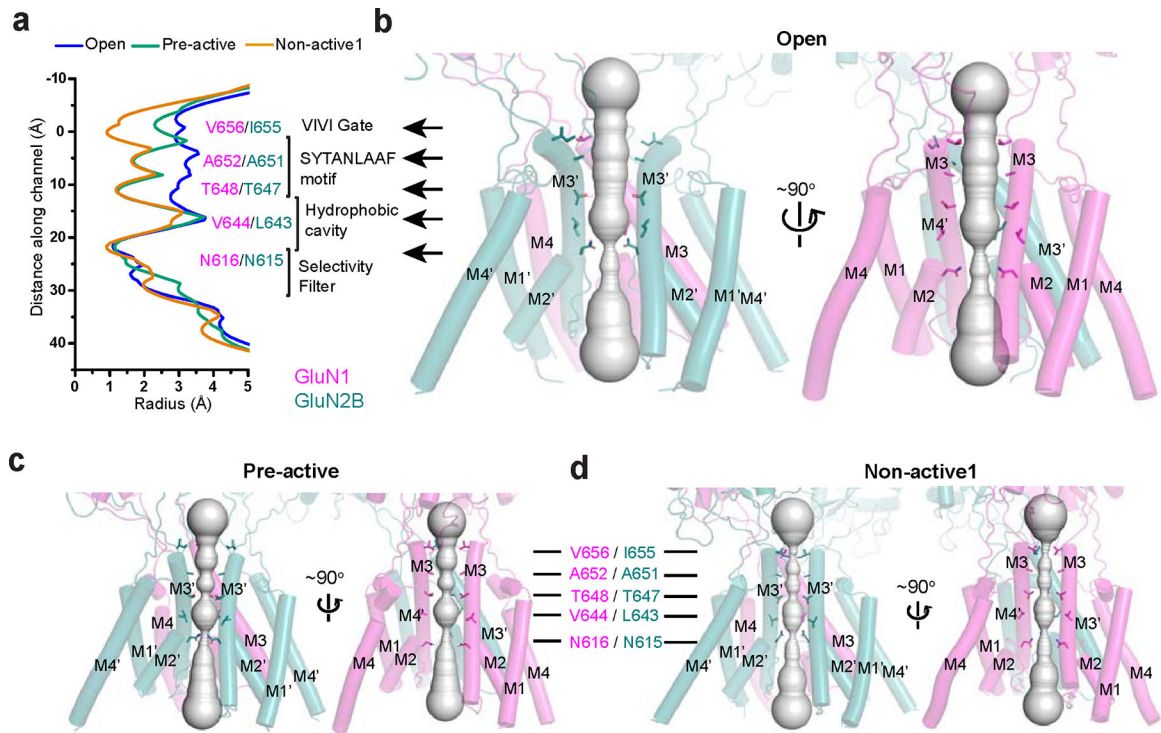 a
Open Pre-active Non-active1
-10
0
10
20
30
40
Distance along channel (Å)
0 1 2 3 4 5
Radius (Å)
V656/I655
A652/A651
T648/T647
V644/L643
N616/N615
VIVI Gate
SYTANLAAF
motif
Hydrophobic
cavity
Selectivity
Filter
GluN1
GluN2B
b
Open
M3' M3'
M4 M3
M4' M1' M2' M2' M1' M4'
~90°
M3 M3
M4' M3'
M4 M1 M2 M2 M1 M4
c
Pre-active
M3' M3'
M4 M3
M4' M1' M2' M2' M1' M4'
~90°
M3 M3
M4' M3'
M4 M1 M2 M2 M1 M4
V656 / I655
A652 / A651
T648 / T647
V644 / L643
N616 / N615
d
Non-active1
M3' M3'
M4 M3
M4' M1' M2' M2' M1' M4'
~90°
M3 M3
M4' M3'
M4 M1 M2 M2 M1 M4